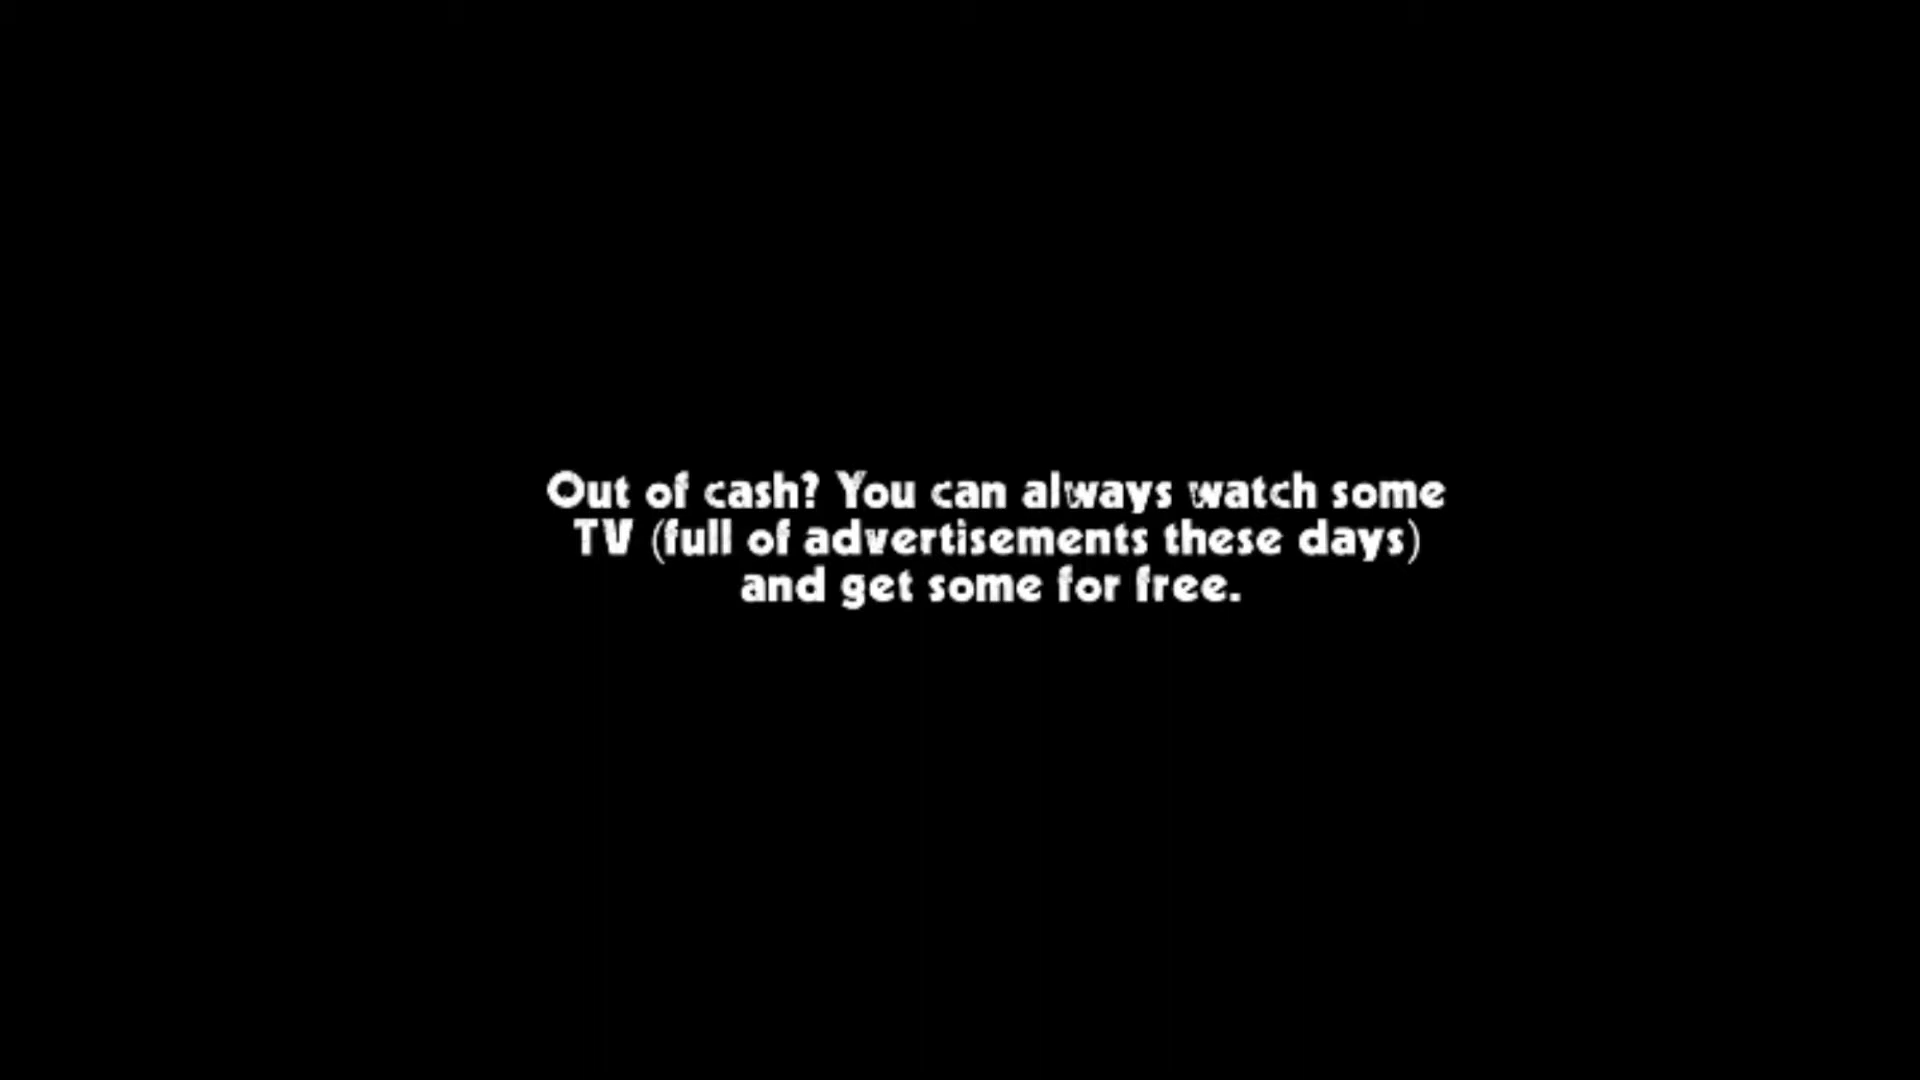 Out of cash? You can always watch some
TV (full of advertisements these days)
and get some for free.